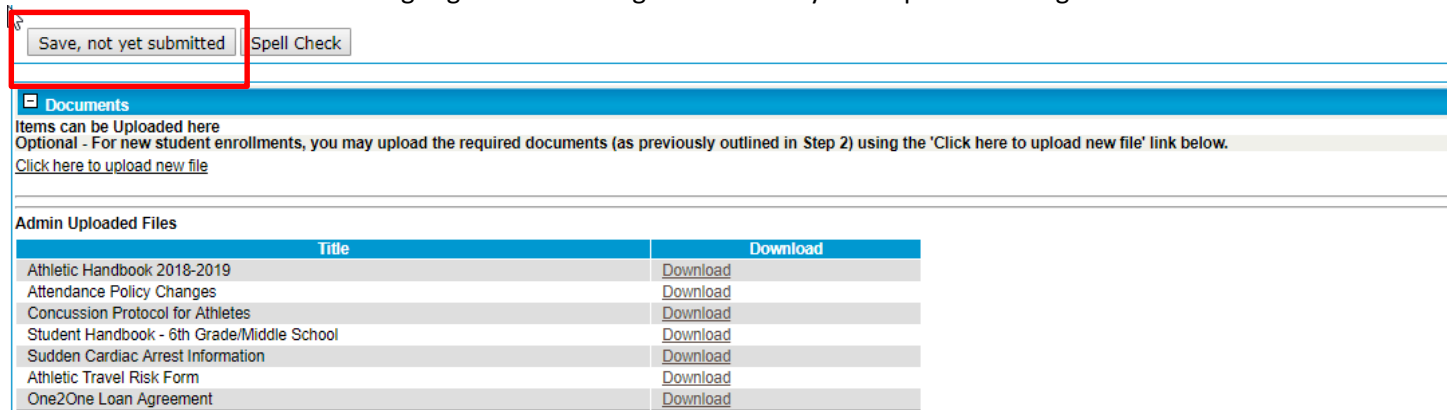 Save, not yet submitted Spell Check
Documents
Items can be Uploaded here
Optional - For new student enrollments, you may upload the required documents (as previously outlined in Step 2) using the 'Click here to upload new file' link below.
Click here to upload new file
Admin Uploaded Files
Title Download
Athletic Handbook 2018-2019 Download
Attendance Policy Changes Download
Concussion Protocol for Athletes Download
Student Handbook - 6th Grade/Middle School Download
Sudden Cardiac Arrest Information Download
Athletic Travel Risk Form Download
One2One Loan Agreement Download